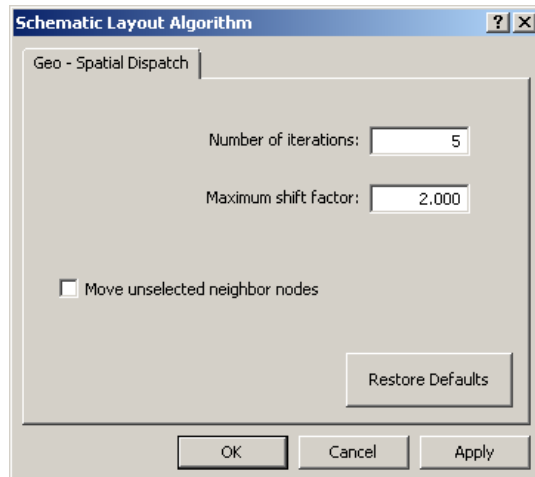 Schematic Layout Algorithm
Geo - Spatial Dispatch
Number of iterations: 5
Maximum shift factor: 2.000
Move unselected neighbor nodes
Restore Defaults
OK Cancel Apply